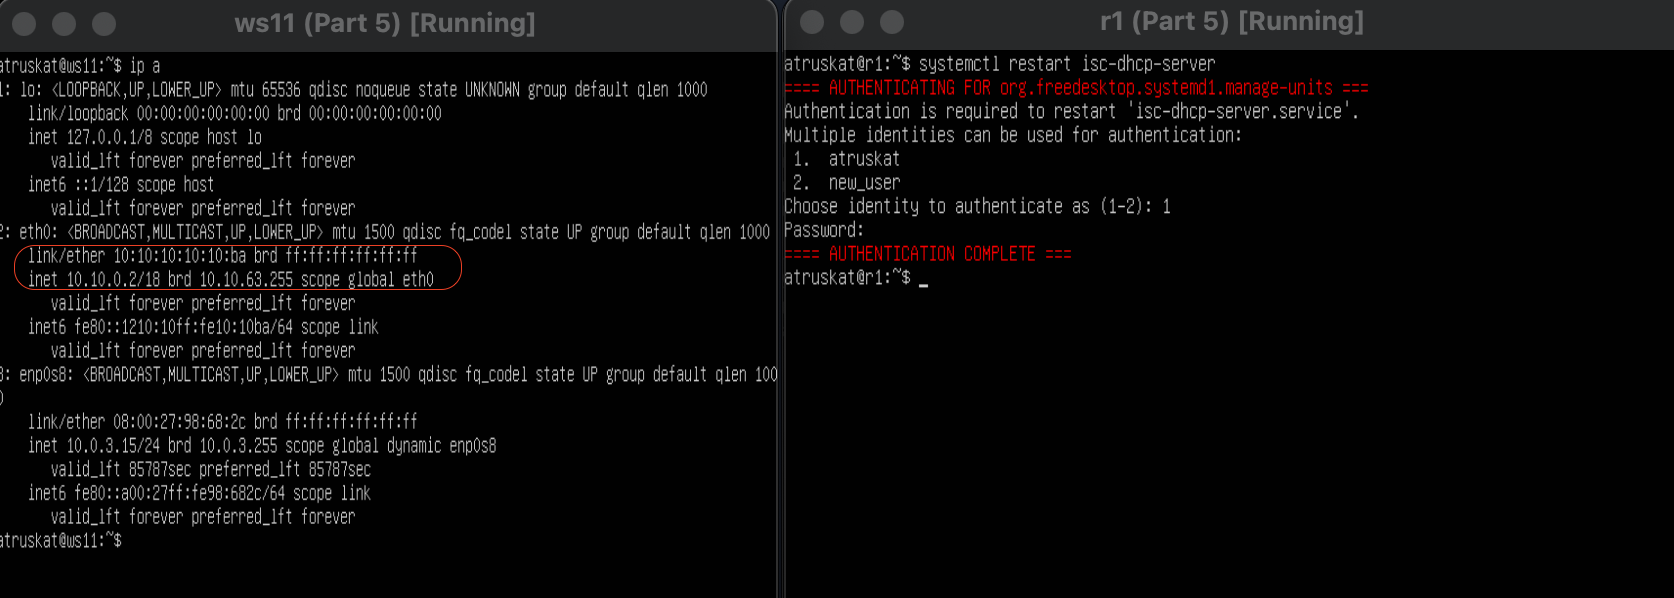 ws11 (Part 5) [Running]
atruskat@ws11:~$ ip a
1: lo: <LOOPBACK,UP,LOWER_UP> mtu 65536 qdisc noqueue state UNKNOWN group default qlen 1000
link/loopback 00:00:00:00:00:00 brd 00:00:00:00:00:00
inet 127.0.0.1/8 scope host lo
valid_lft forever preferred_lft forever
inet6 ::1/128 scope host
valid_lft forever preferred_lft forever
2: eth0: <BROADCAST,MULTICAST,UP,LOWER_UP> mtu 1500 qdisc fq_codel state UP group default qlen 1000
link/ether 10:10:10:10:10:ba brd ff:ff:ff:ff:ff:ff
inet 10.10.0.2/18 brd 10.10.63.255 scope global eth0
valid_lft forever preferred_lft forever
inet6 fe80::1210:10ff:fe10:10ba/64 scope link
valid_lft forever preferred_lft forever
3: enp0s8: <BROADCAST,MULTICAST,UP,LOWER_UP> mtu 1500 qdisc fq_codel state UP group default qlen 100
0
link/ether 08:00:27:98:68:2c brd ff:ff:ff:ff:ff:ff
inet 10.0.3.15/24 brd 10.0.3.255 scope global dynamic enp0s8
valid_lft 85787sec preferred_lft 85787sec
inet6 fe80::a00:27ff:fe98:682c/64 scope link
valid_lft forever preferred_lft forever
atruskat@ws11:~$
r1 (Part 5) [Running]
atruskat@r1:~$ systemctl restart isc-dhcp-server
==== AUTHENTICATING FOR org.freedesktop.systemd1.manage-units ===
Authentication is required to restart 'isc-dhcp-server.service'.
Multiple identities can be used for authentication:
1. atruskat
2. new_user
Choose identity to authenticate as (1-2): 1
Password:
==== AUTHENTICATION COMPLETE ===
atruskat@r1:~$ _